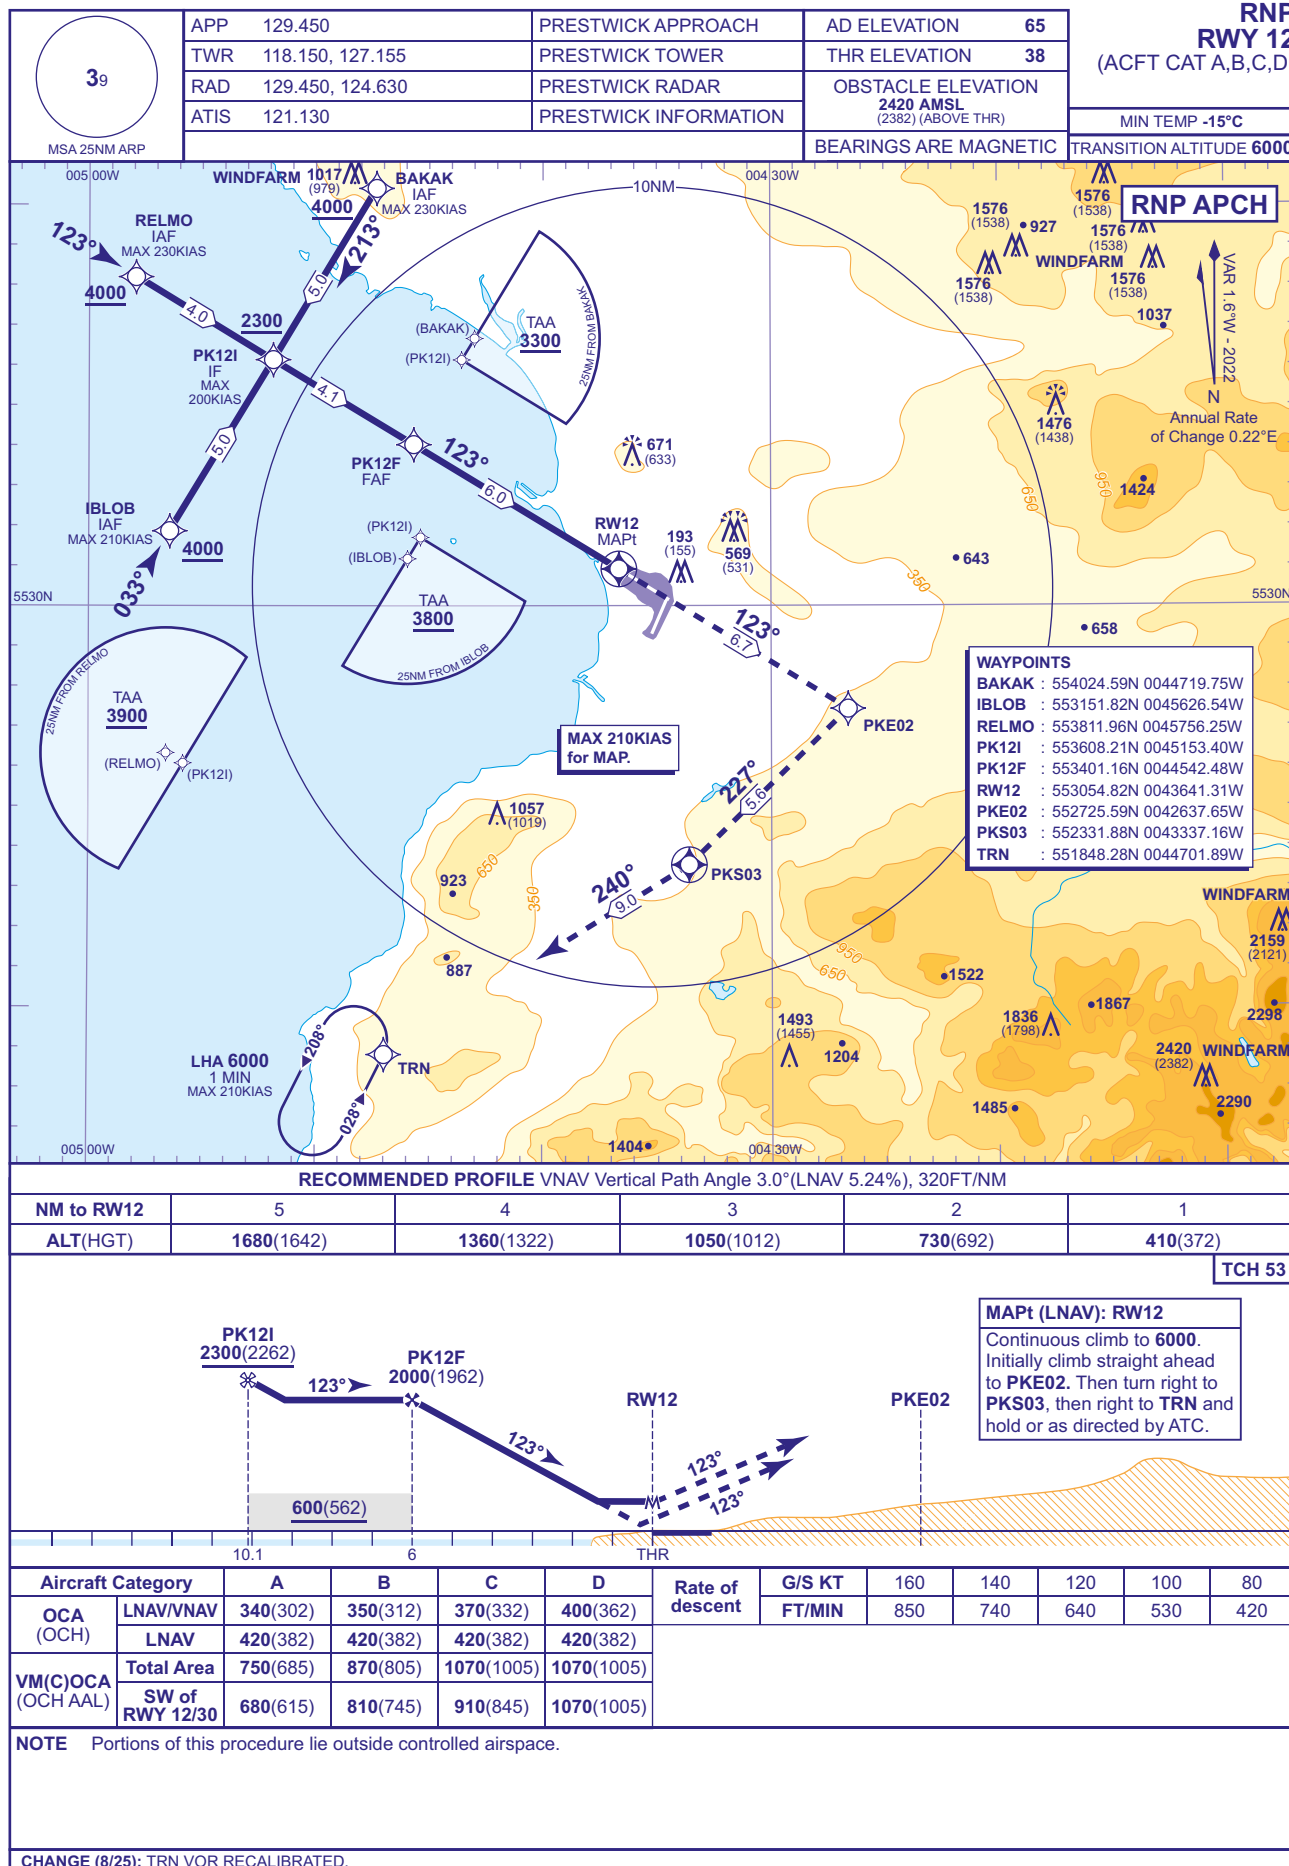 39
MSA 25NM ARP
APP 129.450 PRESTWICK APPROACH
TWR 118.150, 127.155 PRESTWICK TOWER
RAD 129.450, 124.630 PRESTWICK RADAR
ATIS 121.130 PRESTWICK INFORMATION
AD ELEVATION 65
THR ELEVATION 38
OBSTACLE ELEVATION
2420 AMSL
(2382) (ABOVE THR)
BEARINGS ARE MAGNETIC
RNP
RWY 12
(ACFT CAT A,B,C,D
MIN TEMP -15°C
TRANSITION ALTITUDE 6000
005 00W
WINDFARM 1017
(979)
4000
BAKAK
IAF
MAX 230KIAS
10NM
004 30W
1576
(1538)
RNP APCH
1576
(1538)
927
1576
(1538)
WINDFARM
1576
(1538)
1576
(1538)
1037
RELMO
IAF
MAX 230KIAS
123°
4000
213°
5.0
4.0
2300
PK12I
IF
MAX
200KIAS
4.1
5.0
(BAKAK)
(PK12I)
TAA
3300
25NM FROM BAKAK
VAR 1.6°W - 2022
N
Annual Rate
of Change 0.22°E
1476
(1438)
671
(633)
123°
PK12F
FAF
6.0
950
650
1424
IBLOB
IAF
MAX 210KIAS
4000
033°
(PK12I)
(IBLOB)
TAA
3800
25NM FROM IBLOB
RW12
MAPt
193
(155)
569
(531)
643
350
5530N
5530N
123°
6.7
658
25NM FROM RELMO
TAA
3900
(RELMO)
(PK12I)
MAX 210KIAS
for MAP.
PKE02
227°
5.6
WAYPOINTS
BAKAK : 554024.59N 0044719.75W
IBLOB : 553151.82N 0045626.54W
RELMO : 553811.96N 0045756.25W
PK12I : 553608.21N 0045153.40W
PK12F : 553401.16N 0044542.48W
RW12 : 553054.82N 0043641.31W
PKE02 : 552725.59N 0042637.65W
PKS03 : 552331.88N 0043337.16W
TRN : 551848.28N 0044701.89W
1057
(1019)
650
923
350
PKS03
240°
9.0
887
WINDFARM
2159
(2121)
950
650
1522
1867
2298
1836
(1798)
1493
(1455)
1204
2420
(2382)
WINDFARM
2290
1485
1404
LHA 6000
1 MIN
MAX 210KIAS
208°
028°
TRN
005 00W
004 30W
RECOMMENDED PROFILE VNAV Vertical Path Angle 3.0°(LNAV 5.24%), 320FT/NM
NM to RW12 5 4 3 2 1
ALT(HGT) 1680(1642) 1360(1322) 1050(1012) 730(692) 410(372)
TCH 53
MAPt (LNAV): RW12
Continuous climb to 6000.
Initially climb straight ahead
to PKE02. Then turn right to
PKS03, then right to TRN and
hold or as directed by ATC.
PK12I
2300(2262)
123°
PK12F
2000(1962)
123°
RW12
PKE02
123°
123°
600(562)
10.1 6 THR
Aircraft Category A B C D
OCA
(OCH)
LNAV/VNAV 340(302) 350(312) 370(332) 400(362)
LNAV 420(382) 420(382) 420(382) 420(382)
VM(C)OCA
(OCH AAL)
Total Area 750(685) 870(805) 1070(1005) 1070(1005)
SW of
RWY 12/30 680(615) 810(745) 910(845) 1070(1005)
Rate of
descent
G/S KT 160 140 120 100 80
FT/MIN 850 740 640 530 420
NOTE Portions of this procedure lie outside controlled airspace.
CHANGE (8/25): TRN VOR RECALIBRATED.